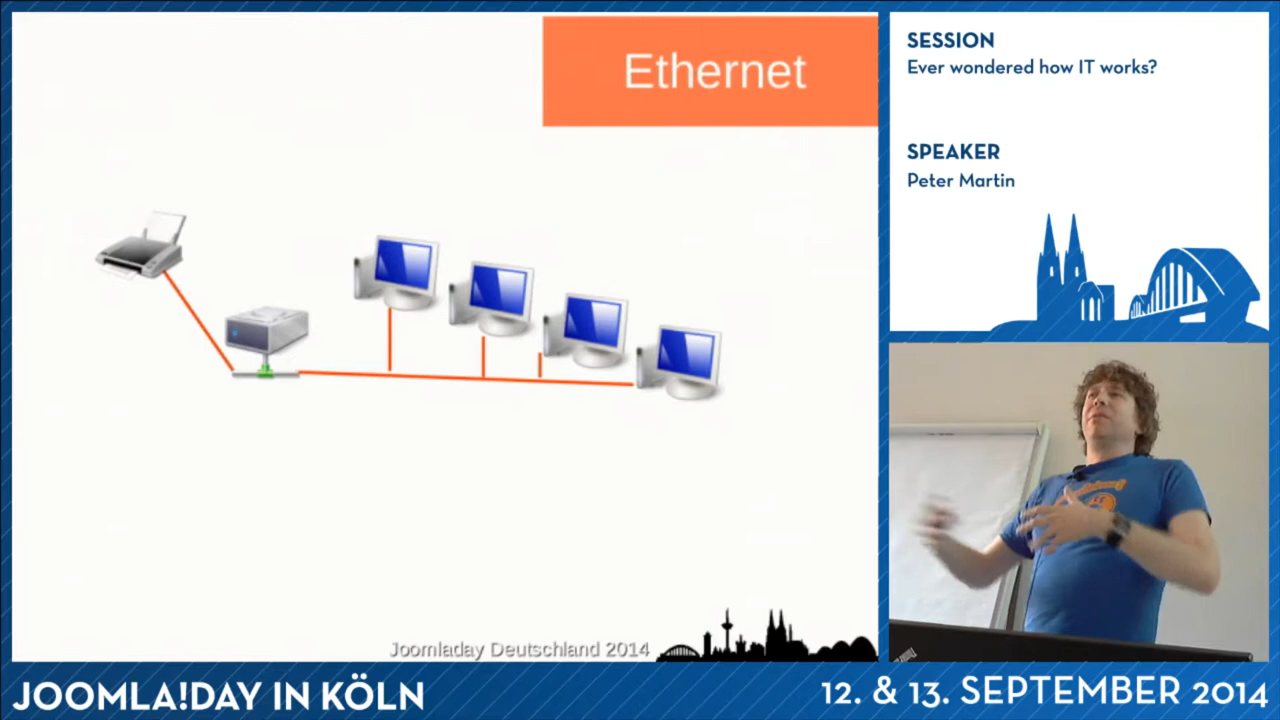 Ethernet
SESSION
Ever wondered how IT works?
SPEAKER
Peter Martin
Joomladay Deutschland 2014
JOOMLA!DAY IN KÖLN
12. & 13. SEPTEMBER 2014